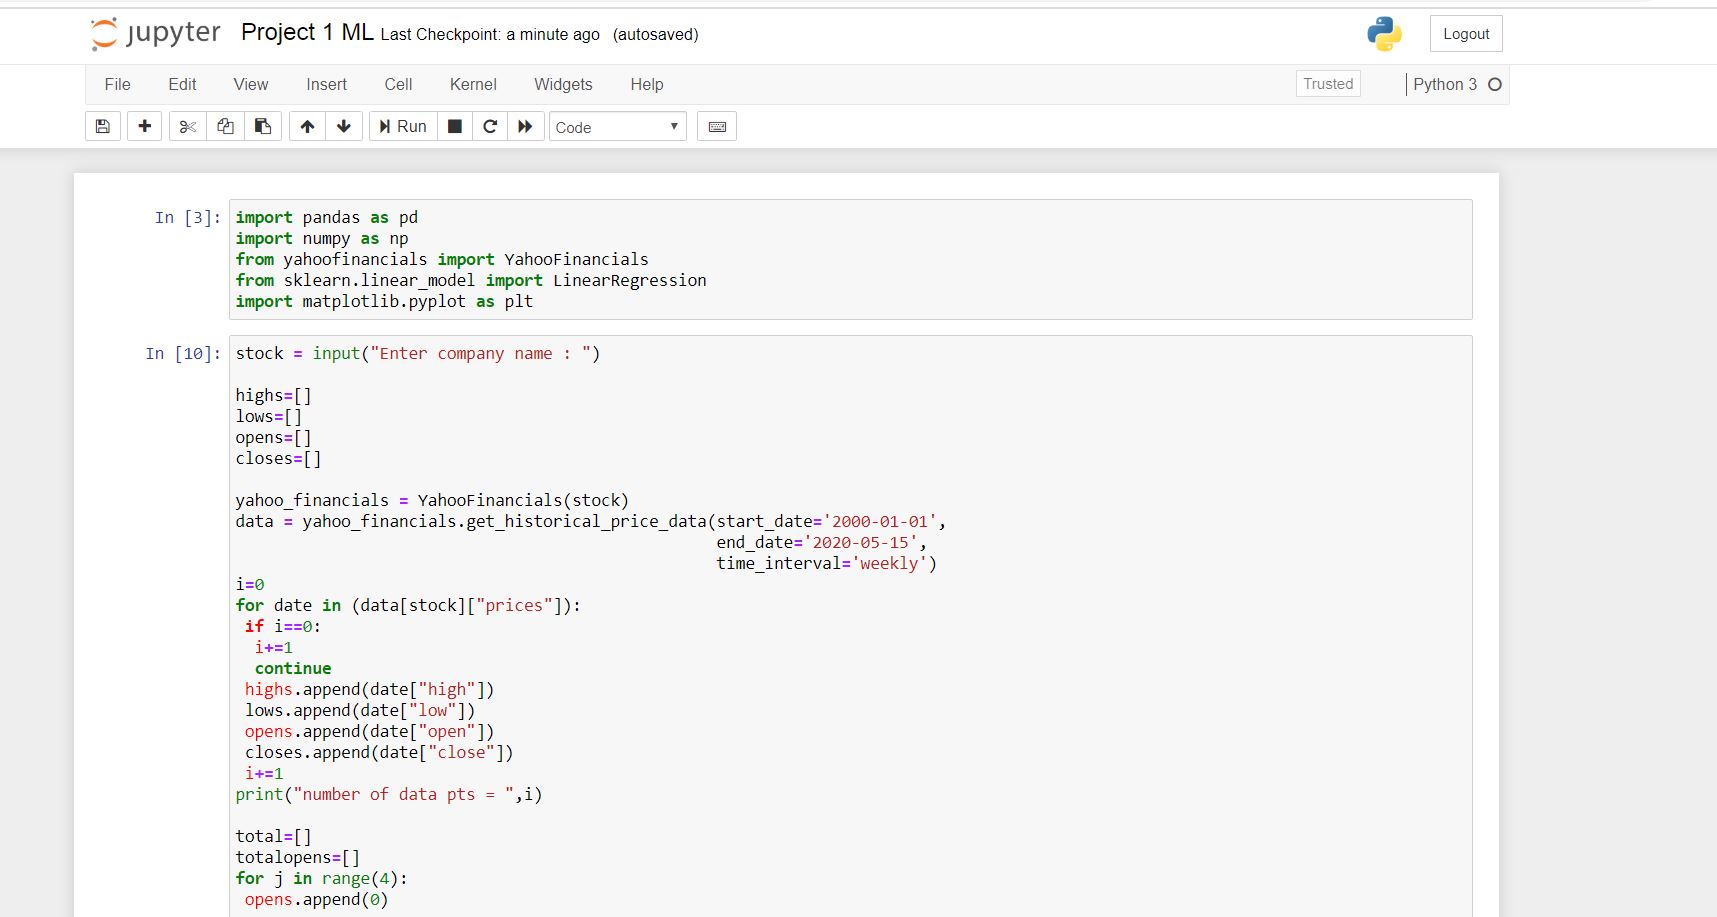 jupyter Project 1 ML Last Checkpoint: a minute ago (autosaved) Logout
File Edit View Insert Cell Kernel Widgets Help Trusted Python 3
Run Code
In [3]:
import pandas as pd
import numpy as np
from yahoofinancials import YahooFinancials
from sklearn.linear_model import LinearRegression
import matplotlib.pyplot as plt
In [10]:
stock = input("Enter company name : ")
highs=[]
lows=[]
opens=[]
closes=[]
yahoo_financials = YahooFinancials(stock)
data = yahoo_financials.get_historical_price_data(start_date='2000-01-01',
end_date='2020-05-15',
time_interval='weekly')
i=0
for date in (data[stock]["prices"]):
if i==0:
i+=1
continue
highs.append(date["high"])
lows.append(date["low"])
opens.append(date["open"])
closes.append(date["close"])
i+=1
print("number of data pts = ",i)
total=[]
totalopens=[]
for j in range(4):
opens.append(0)